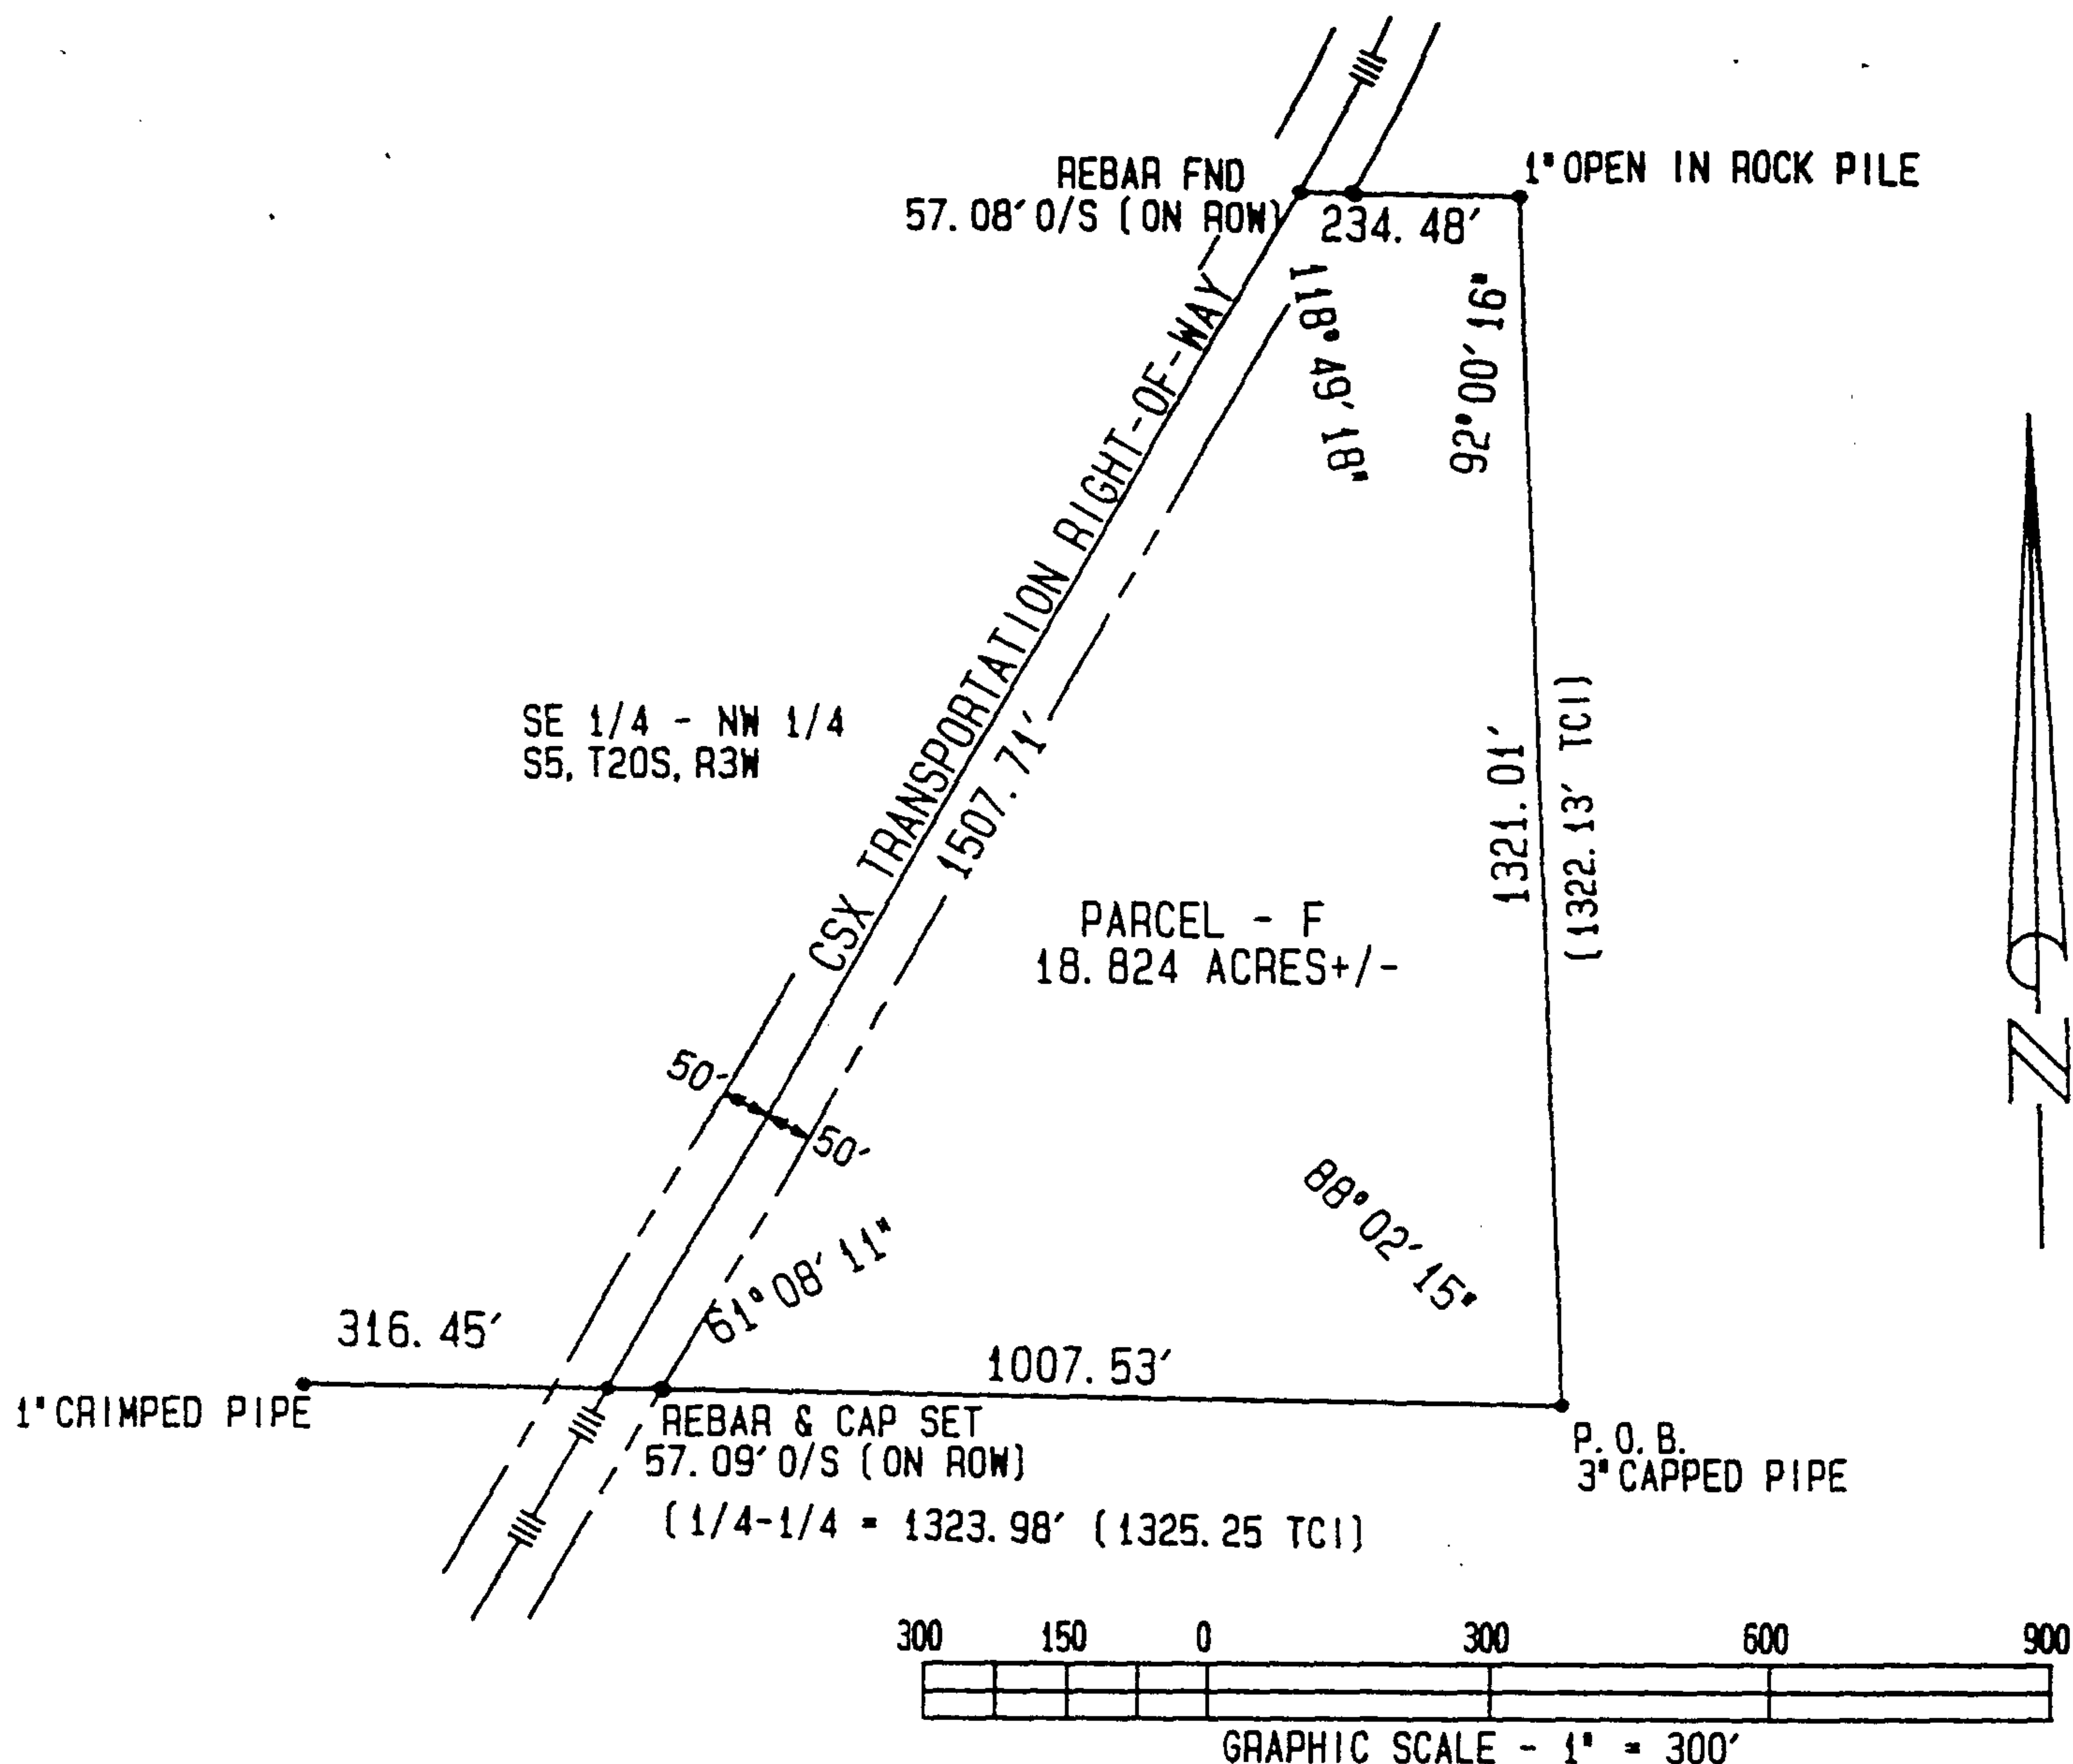 REBAR FND
57.08' O/S (ON ROW)
1" OPEN IN ROCK PILE
234.48'
118° 49' 18"
92° 00' 16"
CSX TRANSPORTATION RIGHT-OF-WAY
1507.71'
SE 1/4 - NW 1/4
S5, T20S, R3W
1321.01'
(1322.13' TCI)
PARCEL - F
18.824 ACRES+/-
50'
50'
N
88° 02' 15"
61° 08' 11"
316.45'
1007.53'
1" CRIMPED PIPE
REBAR & CAP SET
57.09' O/S (ON ROW)
P.O.B.
3" CAPPED PIPE
(1/4-1/4 = 1323.98' (1325.25 TCI)
300 150 0 300 600 900
GRAPHIC SCALE - 1" = 300'